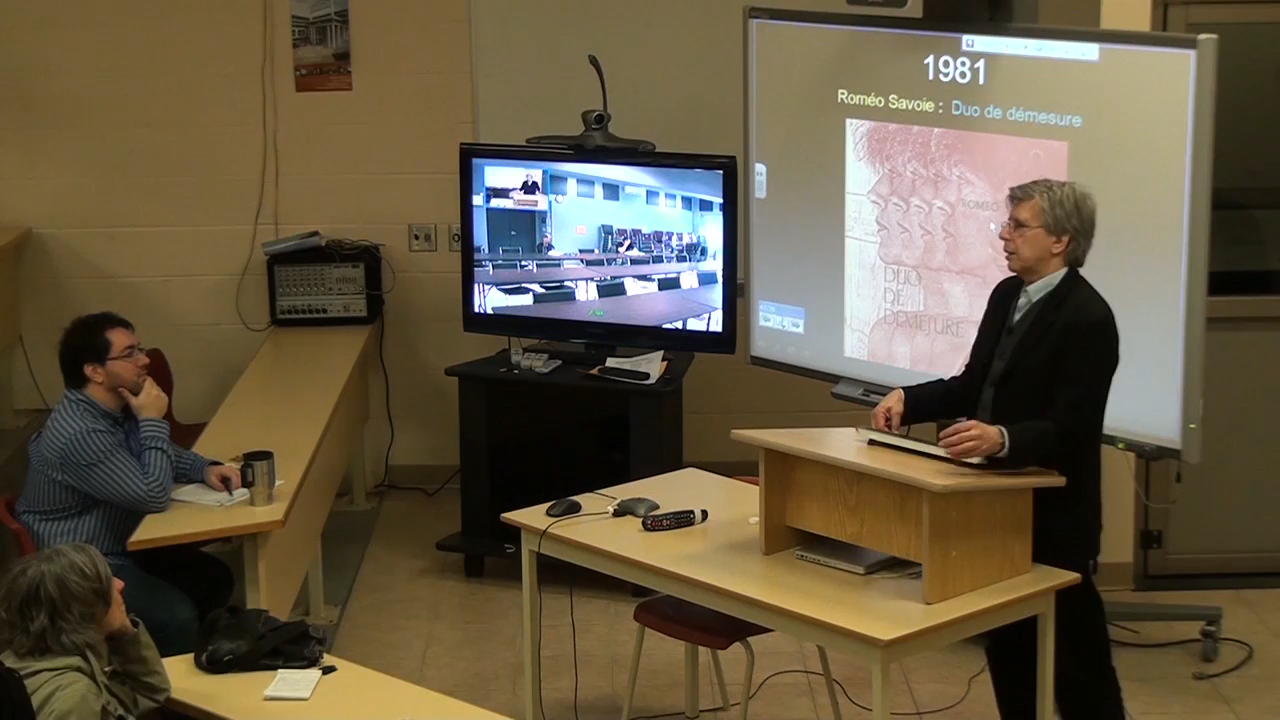 1981
Roméo Savoie : Duo de démesure
ROMÉO
DUO
DE
DÉMESURE